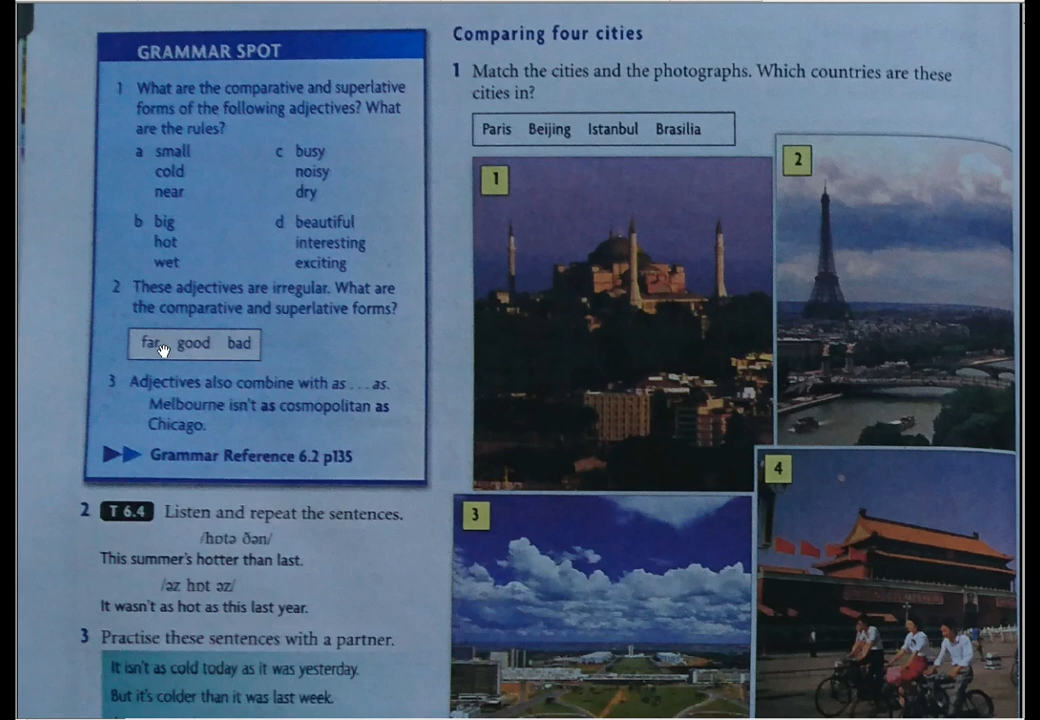 GRAMMAR SPOT
1 What are the comparative and superlative
forms of the following adjectives? What
are the rules?
a small c busy
cold noisy
near dry
b big d beautiful
hot interesting
wet exciting
2 These adjectives are irregular. What are
the comparative and superlative forms?
far good bad
3 Adjectives also combine with as . . . as.
Melbourne isn't as cosmopolitan as
Chicago.
Grammar Reference 6.2 p135
2 T 6.4 Listen and repeat the sentences.
/hɒtə ðən/
This summer's hotter than last.
/əz hɒt əz/
It wasn't as hot as this last year.
3 Practise these sentences with a partner.
It isn't as cold today as it was yesterday.
But it's colder than it was last week.
Comparing four cities
1 Match the cities and the photographs. Which countries are these
cities in?
Paris Beijing Istanbul Brasilia
1
2
3
4